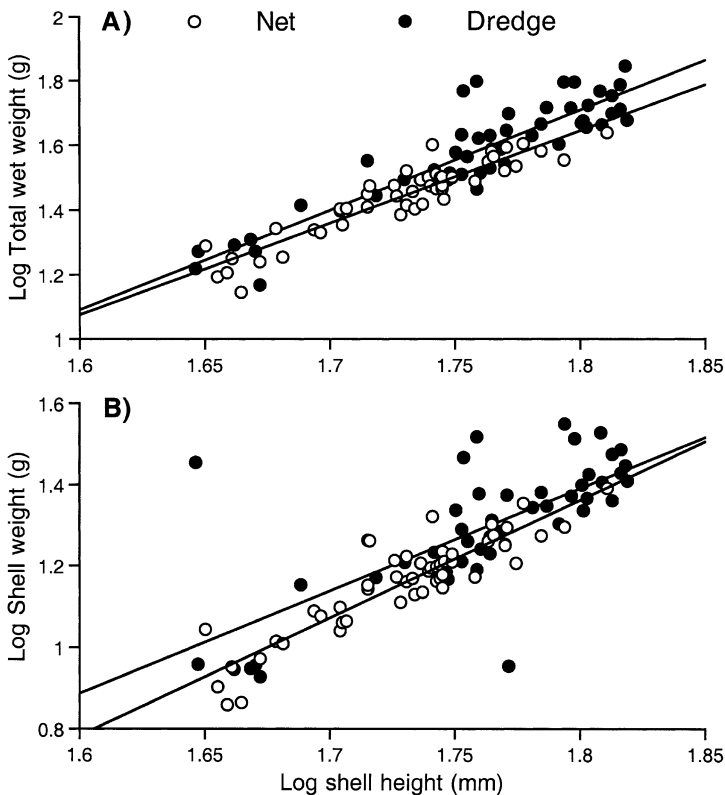 A) Net Dredge
Log Total wet weight (g)
2
1.8
1.6
1.4
1.2
1
1.6 1.65 1.7 1.75 1.8 1.85
B)
Log Shell weight (g)
1.6
1.4
1.2
1
0.8
1.6 1.65 1.7 1.75 1.8 1.85
Log shell height (mm)